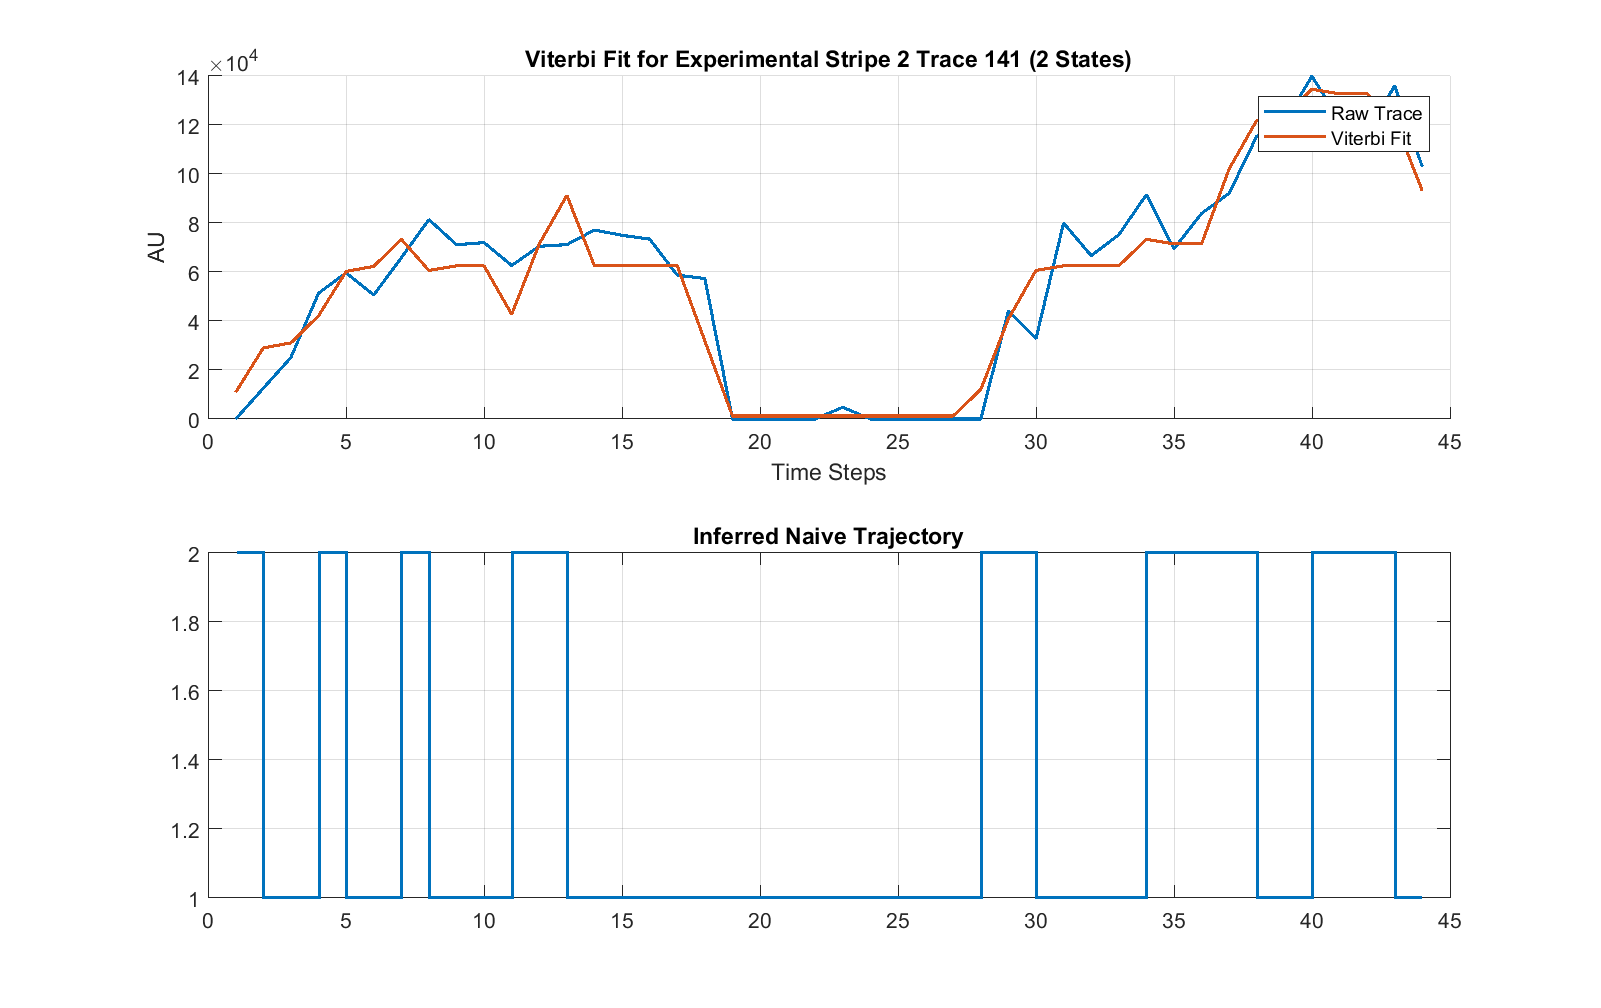 Viterbi Fit for Experimental Stripe 2 Trace 141 (2 States)
×10^4
14
12
10
8
6
4
2
0
AU
Raw Trace
Viterbi Fit
0 5 10 15 20 25 30 35 40 45
Time Steps
Inferred Naive Trajectory
2
1.8
1.6
1.4
1.2
1
0 5 10 15 20 25 30 35 40 45